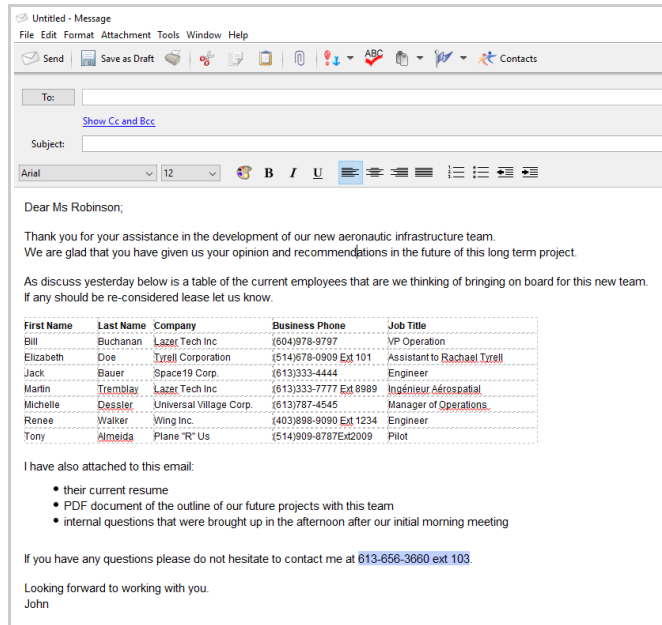 Untitled - Message
File Edit Format Attachment Tools Window Help
Send Save as Draft ABC Contacts
To:
Show Cc and Bcc
Subject:
Arial 12 B I U
Dear Ms Robinson;
Thank you for your assistance in the development of our new aeronautic infrastructure team.
We are glad that you have given us your opinion and recommendations in the future of this long term project.
As discuss yesterday below is a table of the current employees that are we thinking of bringing on board for this new team.
If any should be re-considered lease let us know.
First Name Last Name Company Business Phone Job Title
Bill Buchanan Lazer Tech Inc (604)978-9797 VP Operation
Elizabeth Doe Tyrell Corporation (514)678-0909 Ext 101 Assistant to Rachael Tyrell
Jack Bauer Space19 Corp. (613)333-4444 Engineer
Martin Tremblay Lazer Tech Inc (613)333-7777 Ext 8989 Ingénieur Aérospatial
Michelle Dessler Universal Village Corp. (613)787-4545 Manager of Operations
Renee Walker Wing Inc. (403)898-9090 Ext 1234 Engineer
Tony Almeida Plane "R" Us (514)909-8787Ext2009 Pilot
I have also attached to this email:
• their current resume
• PDF document of the outline of our future projects with this team
• internal questions that were brought up in the afternoon after our initial morning meeting
If you have any questions please do not hesitate to contact me at 613-656-3660 ext 103.
Looking forward to working with you.
John